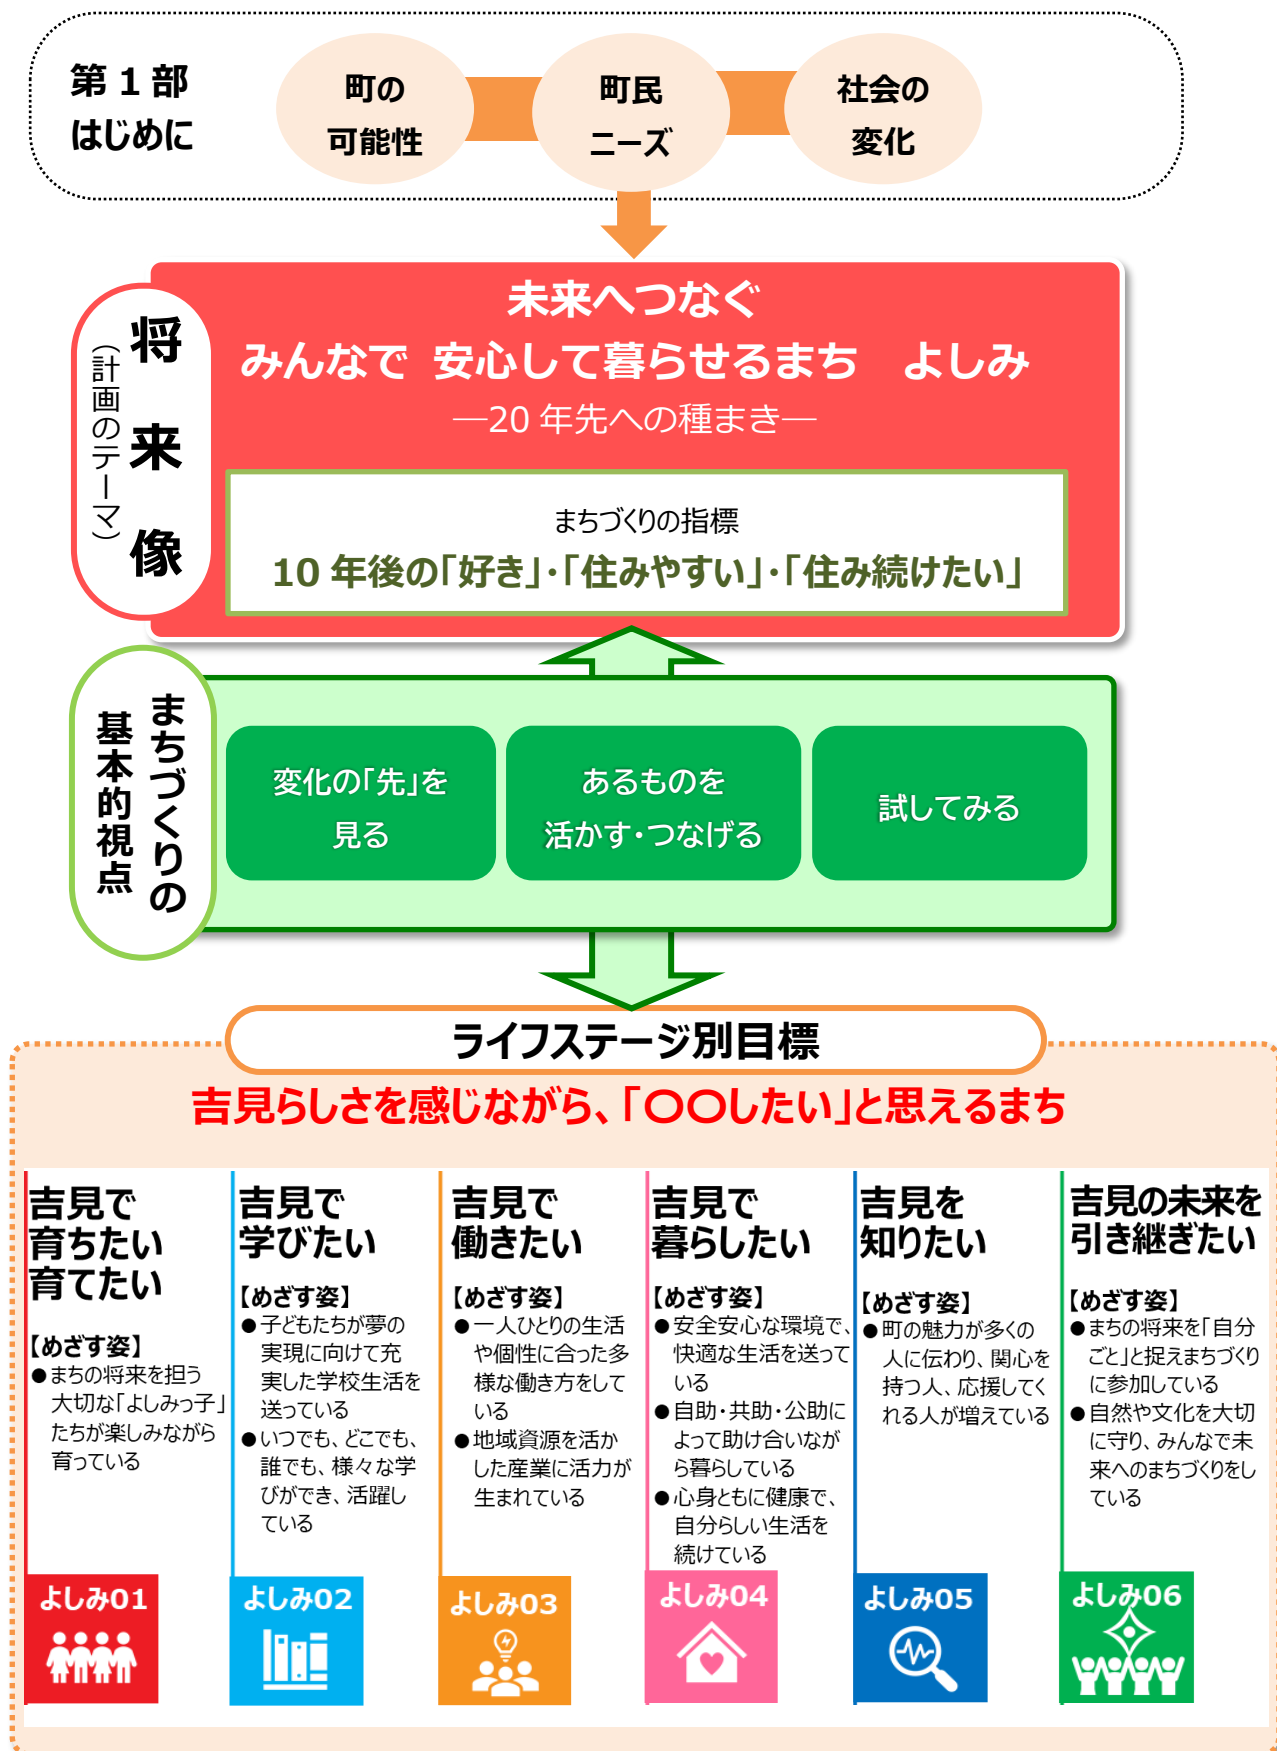 第１部
はじめに
町の
可能性
町民
ニーズ
社会の
変化
将来像
（計画のテーマ）
未来へつなぐ
みんなで 安心して暮らせるまち　よしみ
―20 年先への種まき―
まちづくりの指標
10 年後の「好き」・「住みやすい」・「住み続けたい」
まちづくりの
基本的視点
変化の「先」を
見る
あるものを
活かす・つなげる
試してみる
ライフステージ別目標
吉見らしさを感じながら、「〇〇したい」と思えるまち
吉見で
育ちたい
育てたい
【めざす姿】
●まちの将来を担う
大切な「よしみっ子」
たちが楽しみながら
育っている
よしみ01
吉見で
学びたい
【めざす姿】
●子どもたちが夢の
実現に向けて充
実した学校生活を
送っている
●いつでも、どこでも、
誰でも、様々な学
びができ、活躍し
ている
よしみ02
吉見で
働きたい
【めざす姿】
●一人ひとりの生活
や個性に合った多
様な働き方をして
いる
●地域資源を活か
した産業に活力が
生まれている
よしみ03
吉見で
暮らしたい
【めざす姿】
●安全安心な環境で、
快適な生活を送って
いる
●自助・共助・公助に
よって助け合いなが
ら暮らしている
●心身ともに健康で、
自分らしい生活を
続けている
よしみ04
吉見を
知りたい
【めざす姿】
●町の魅力が多くの
人に伝わり、関心を
持つ人、応援してく
れる人が増えている
よしみ05
吉見の未来を
引き継ぎたい
【めざす姿】
●まちの将来を「自分
ごと」と捉えまちづくり
に参加している
●自然や文化を大切
に守り、みんなで未
来へのまちづくりをし
ている
よしみ06